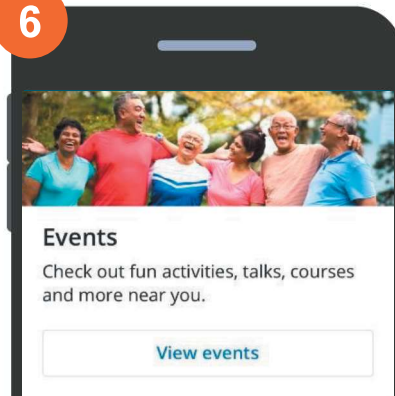 6
Events
Check out fun activities, talks, courses
and more near you.
View events